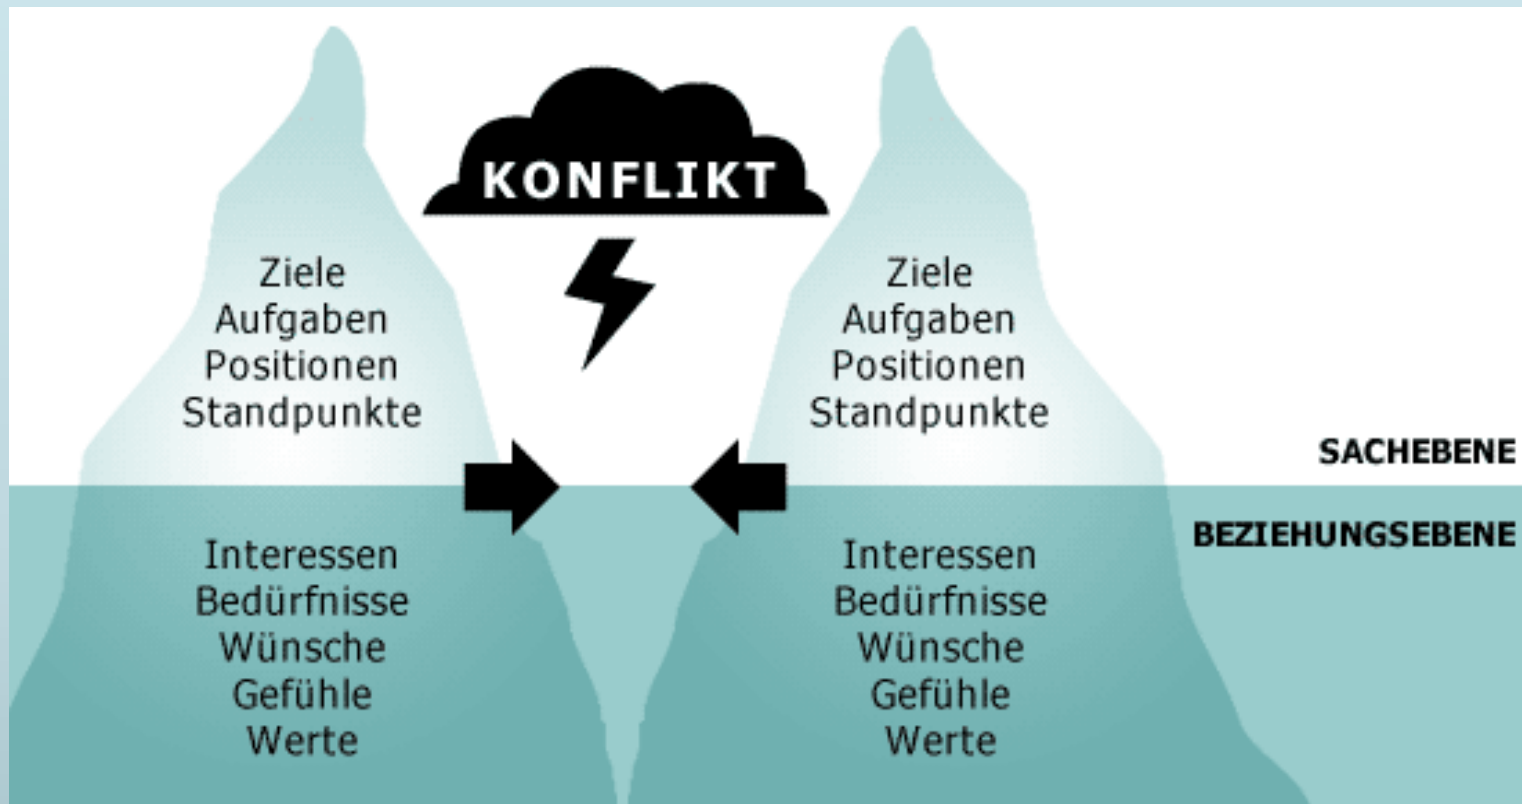 KONFLIKT
Ziele
Aufgaben
Positionen
Standpunkte
Ziele
Aufgaben
Positionen
Standpunkte
SACHEBENE
BEZIEHUNGSEBENE
Interessen
Bedürfnisse
Wünsche
Gefühle
Werte
Interessen
Bedürfnisse
Wünsche
Gefühle
Werte